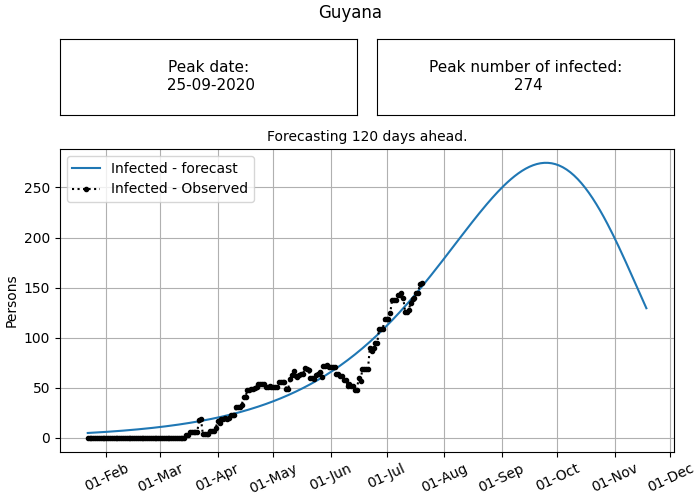 Guyana
Peak date:
25-09-2020
Peak number of infected:
274
Forecasting 120 days ahead.
Infected - forecast
Infected - Observed
Persons
250
200
150
100
50
0
01-Feb
01-Mar
01-Apr
01-May
01-Jun
01-Jul
01-Aug
01-Sep
01-Oct
01-Nov
01-Dec